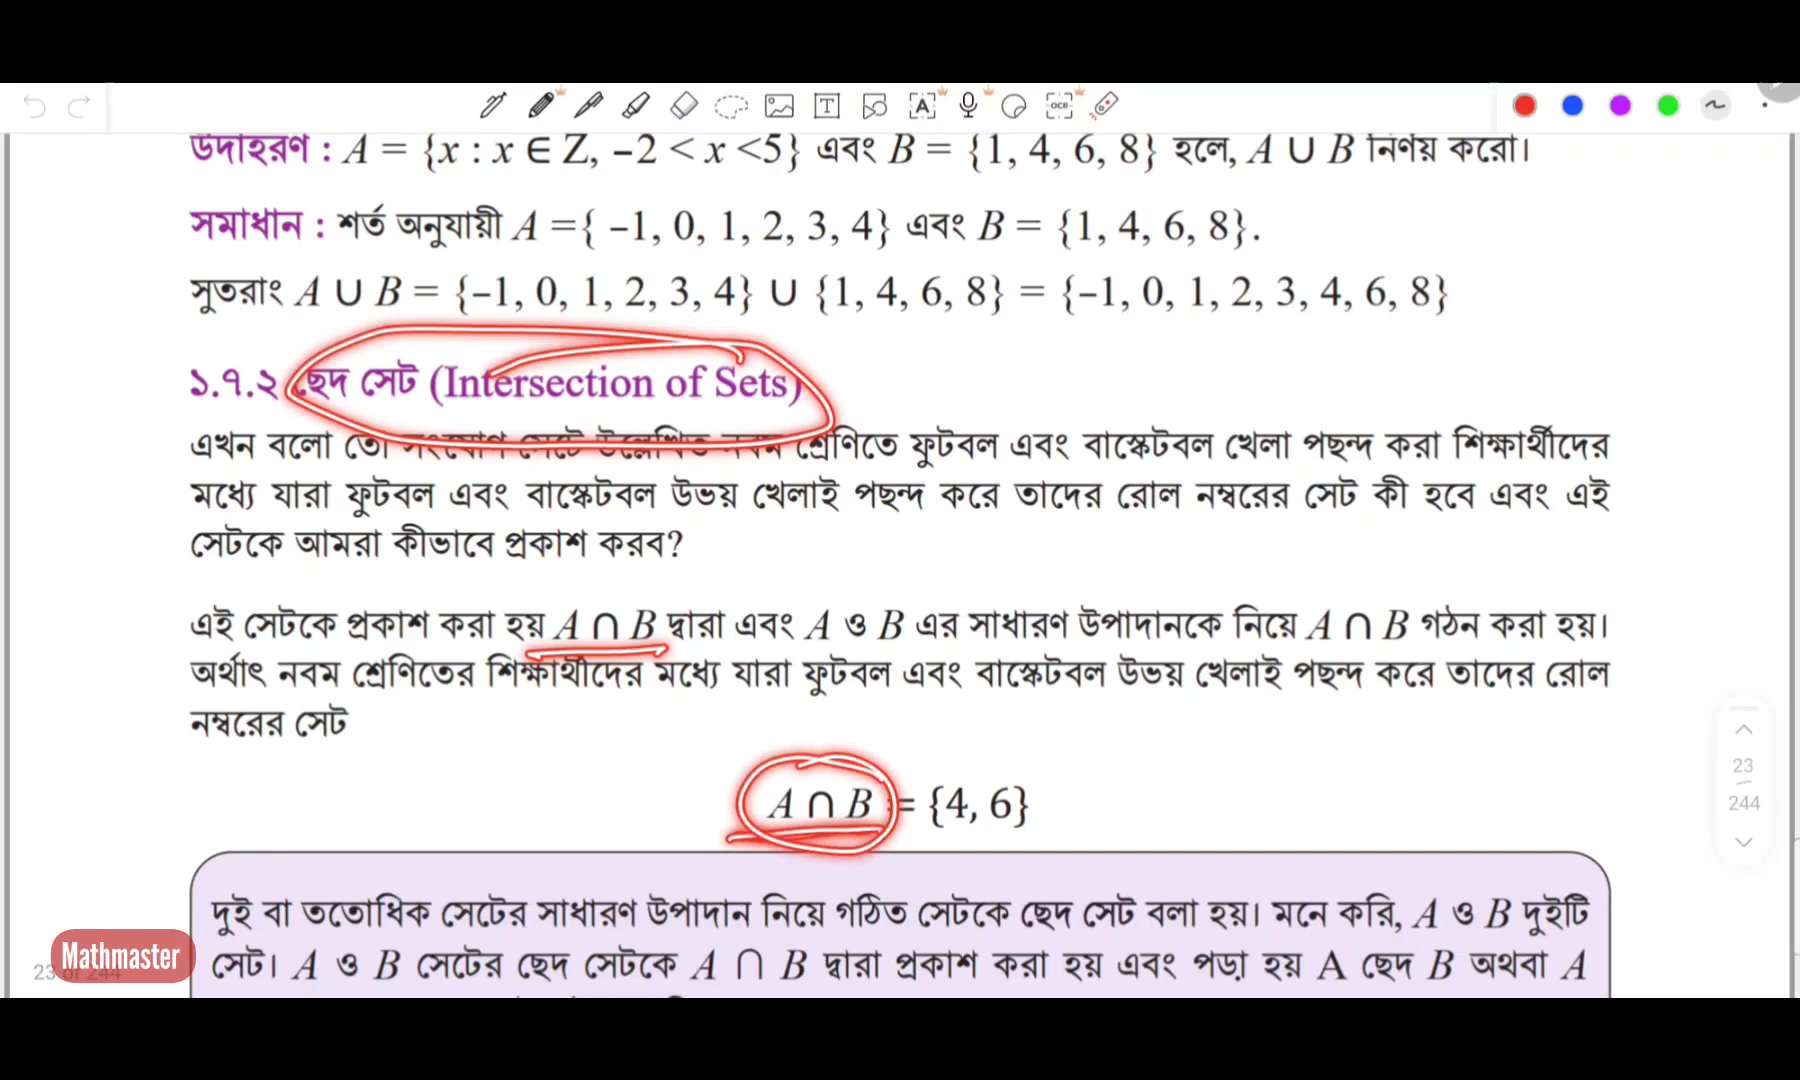 উদাহরণ : A = {x : x ∈ Z, –2 < x <5} এবং B = {1, 4, 6, 8} হলে, A ∪ B নির্ণয় করো।
সমাধান : শর্ত অনুযায়ী A ={ –1, 0, 1, 2, 3, 4} এবং B = {1, 4, 6, 8}.
সুতরাং A ∪ B = {–1, 0, 1, 2, 3, 4} ∪ {1, 4, 6, 8} = {–1, 0, 1, 2, 3, 4, 6, 8}
১.৭.২ ছেদ সেট (Intersection of Sets)
এখন বলো তো সংযোগ সেটে উল্লেখিত নবম শ্রেণিতে ফুটবল এবং বাস্কেটবল খেলা পছন্দ করা শিক্ষার্থীদের
মধ্যে যারা ফুটবল এবং বাস্কেটবল উভয় খেলাই পছন্দ করে তাদের রোল নম্বরের সেট কী হবে এবং এই
সেটকে আমরা কীভাবে প্রকাশ করব?
এই সেটকে প্রকাশ করা হয় A ∩ B দ্বারা এবং A ও B এর সাধারণ উপাদানকে নিয়ে A ∩ B গঠন করা হয়।
অর্থাৎ নবম শ্রেণিতের শিক্ষার্থীদের মধ্যে যারা ফুটবল এবং বাস্কেটবল উভয় খেলাই পছন্দ করে তাদের রোল
নম্বরের সেট
A ∩ B = {4, 6}
দুই বা ততোধিক সেটের সাধারণ উপাদান নিয়ে গঠিত সেটকে ছেদ সেট বলা হয়। মনে করি, A ও B দুইটি
সেট। A ও B সেটের ছেদ সেটকে A ∩ B দ্বারা প্রকাশ করা হয় এবং পড়া হয় A ছেদ B অথবা A
Mathmaster
23 of 244
23
244
T
A
OCR